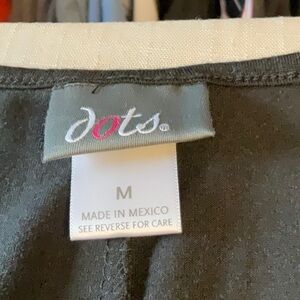 dots.®
M
MADE IN MEXICO
SEE REVERSE FOR CARE